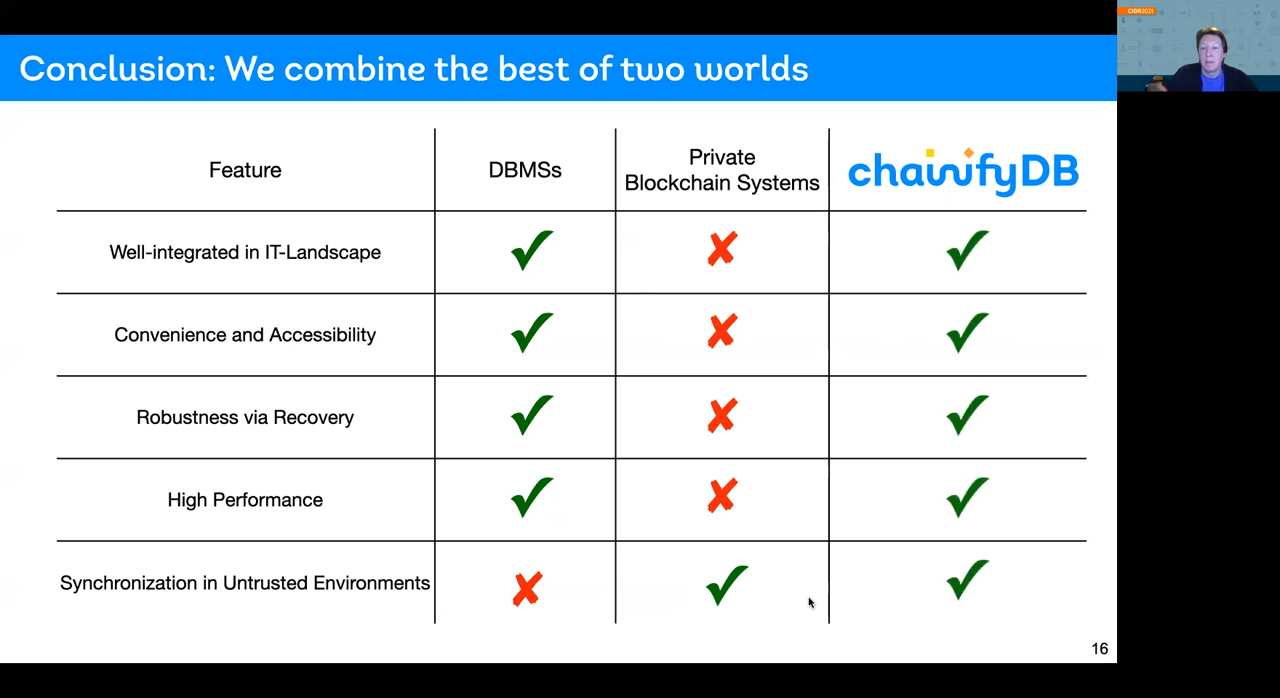 CIDR2021
Conclusion: We combine the best of two worlds
Feature
DBMSs
Private
Blockchain Systems
chainifyDB
Well-integrated in IT-Landscape
Convenience and Accessibility
Robustness via Recovery
High Performance
Synchronization in Untrusted Environments
16